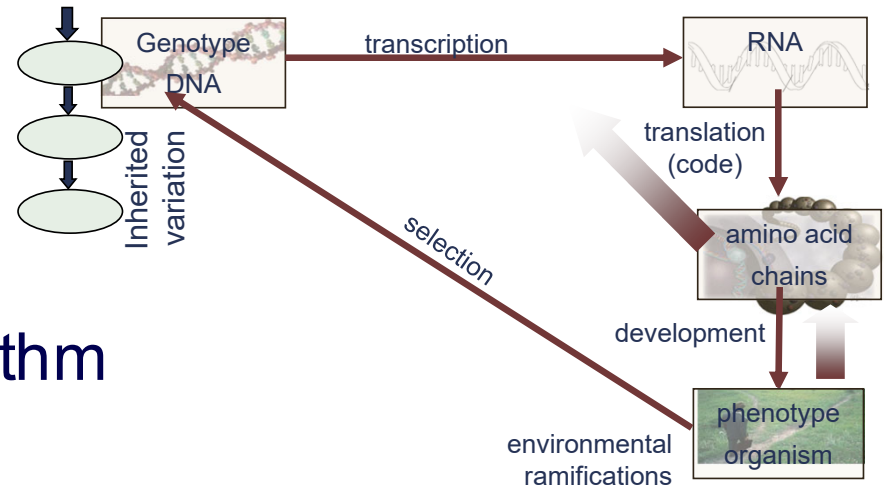 Genotype
DNA
transcription
RNA
translation
(code)
Inherited
variation
selection
amino acid
chains
thm
development
phenotype
organism
environmental
ramifications